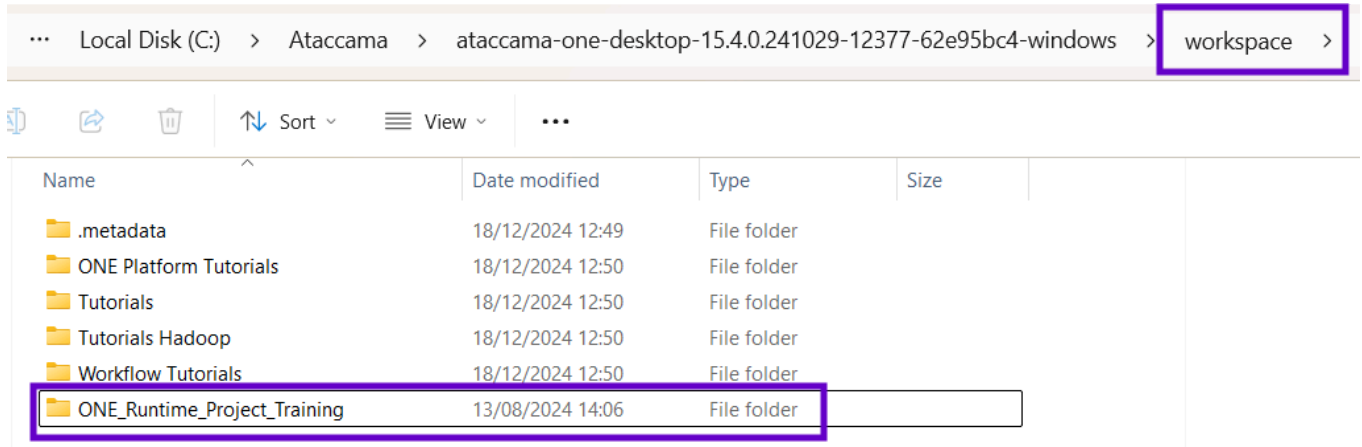 ... Local Disk (C:) > Ataccama > ataccama-one-desktop-15.4.0.241029-12377-62e95bc4-windows > workspace >
Sort View ...
Name Date modified Type Size
.metadata 18/12/2024 12:49 File folder
ONE Platform Tutorials 18/12/2024 12:50 File folder
Tutorials 18/12/2024 12:50 File folder
Tutorials Hadoop 18/12/2024 12:50 File folder
Workflow Tutorials 18/12/2024 12:50 File folder
ONE_Runtime_Project_Training 13/08/2024 14:06 File folder